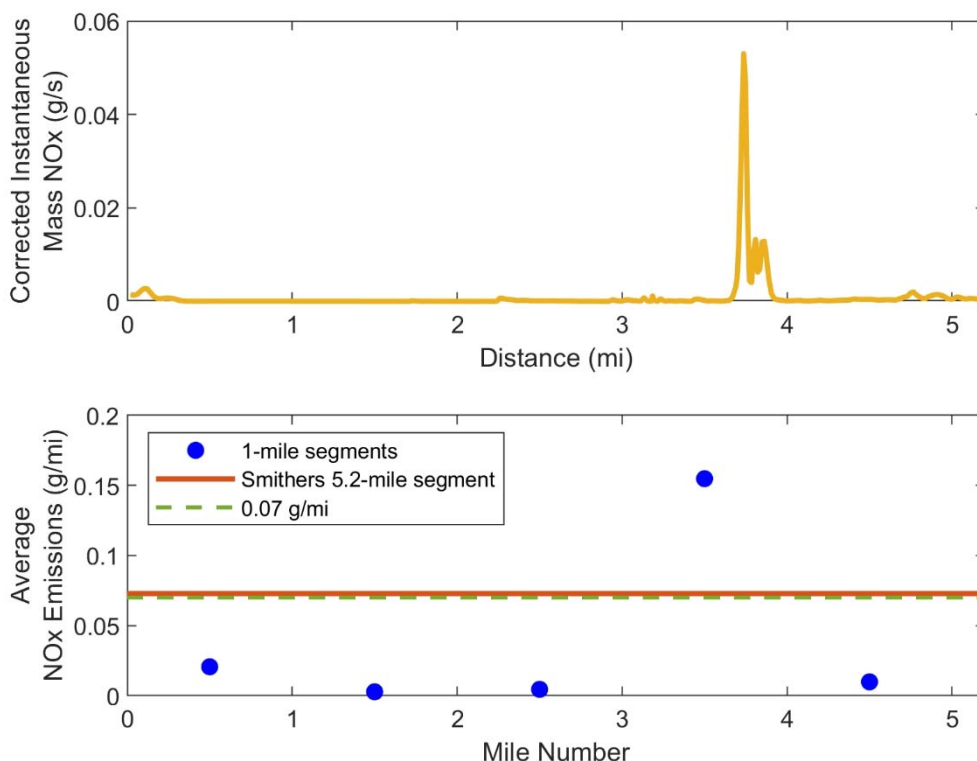 0.06
0.04
0.02
0
Corrected Instantaneous
Mass NOx (g/s)
0 1 2 3 4 5
Distance (mi)
0.2
0.15
0.1
0.05
0
Average
NOx Emissions (g/mi)
1-mile segments
Smithers 5.2-mile segment
0.07 g/mi
0 1 2 3 4 5
Mile Number